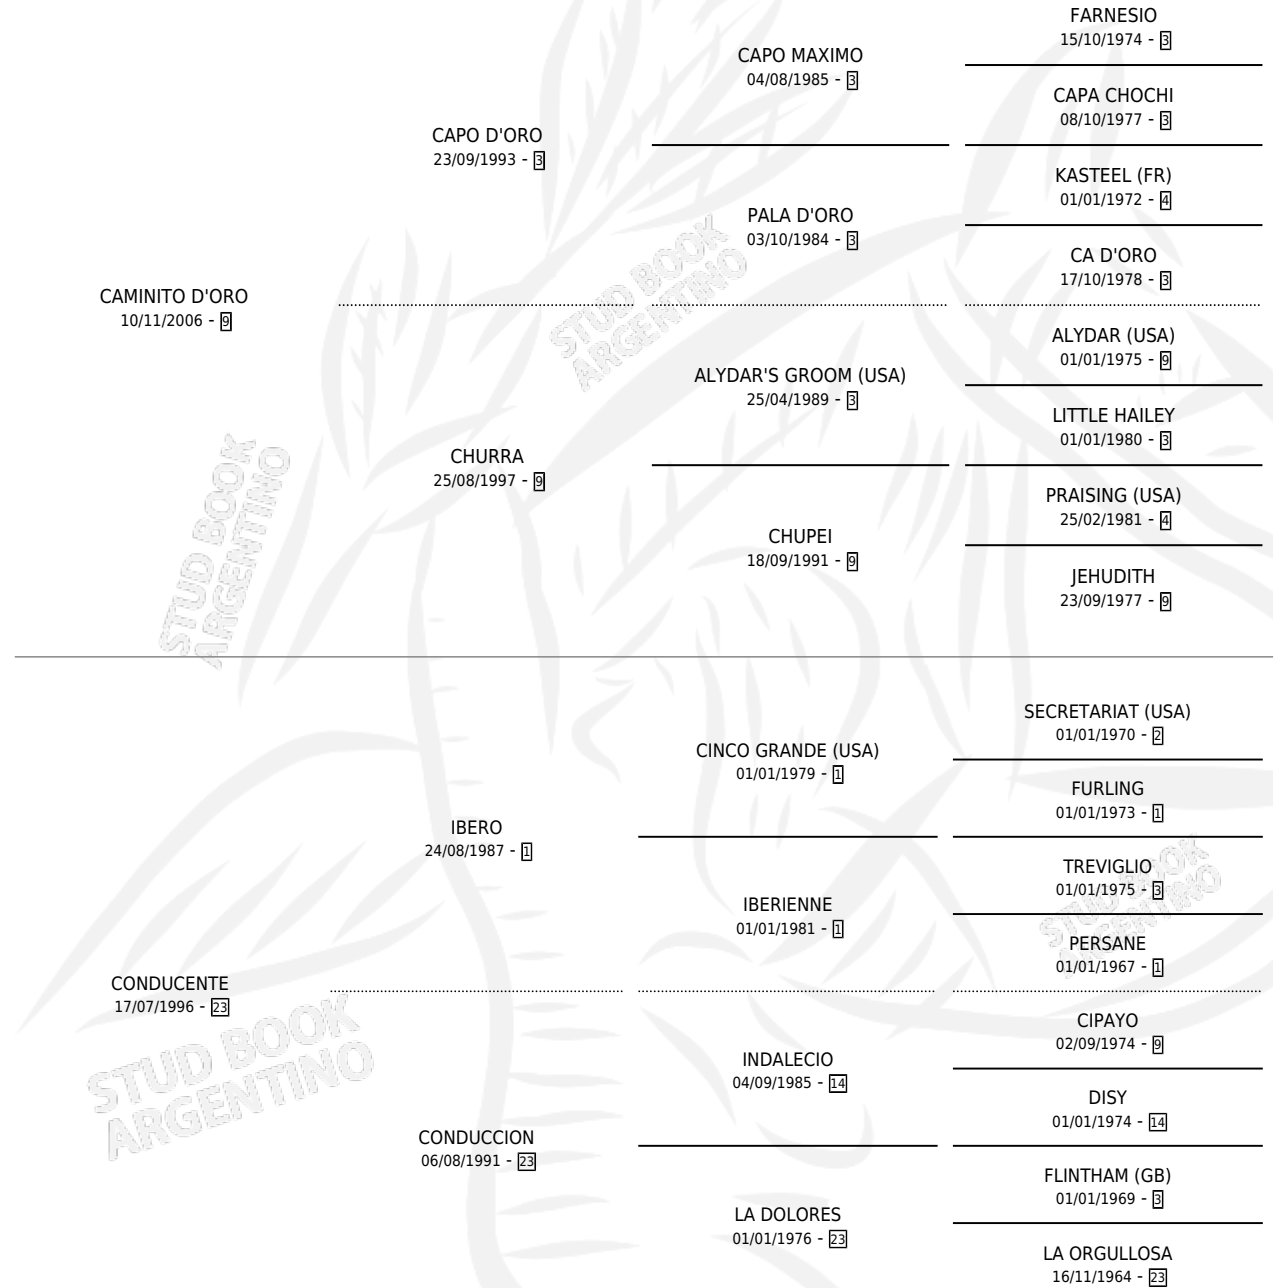 FARNESIO
15/10/1974 - 3
CAPO MAXIMO
04/08/1985 - 3
CAPA CHOCHI
08/10/1977 - 3
CAPO D'ORO
23/09/1993 - 3
KASTEEL (FR)
01/01/1972 - 4
PALA D'ORO
03/10/1984 - 3
CA D'ORO
17/10/1978 - 3
CAMINITO D'ORO
10/11/2006 - 9
ALYDAR (USA)
01/01/1975 - 9
ALYDAR'S GROOM (USA)
25/04/1989 - 3
LITTLE HAILEY
01/01/1980 - 3
CHURRA
25/08/1997 - 9
PRAISING (USA)
25/02/1981 - 4
CHUPEI
18/09/1991 - 9
JEHUDITH
23/09/1977 - 9
SECRETARIAT (USA)
01/01/1970 - 2
CINCO GRANDE (USA)
01/01/1979 - 1
FURLING
01/01/1973 - 1
IBERO
24/08/1987 - 1
TREVIGLIO
01/01/1975 - 3
IBERIENNE
01/01/1981 - 1
PERSANE
01/01/1967 - 1
CONDUCENTE
17/07/1996 - 23
CIPAYO
02/09/1974 - 9
INDALECIO
04/09/1985 - 14
DISY
01/01/1974 - 14
CONDUCCION
06/08/1991 - 23
FLINTHAM (GB)
01/01/1969 - 3
LA DOLORES
01/01/1976 - 23
LA ORGULLOSA
16/11/1964 - 23
STUD BOOK
ARGENTINO
STUD BOOK
ARGENTINO
STUD BOOK
ARGENTINO
STUD BOOK
ARGENTINO